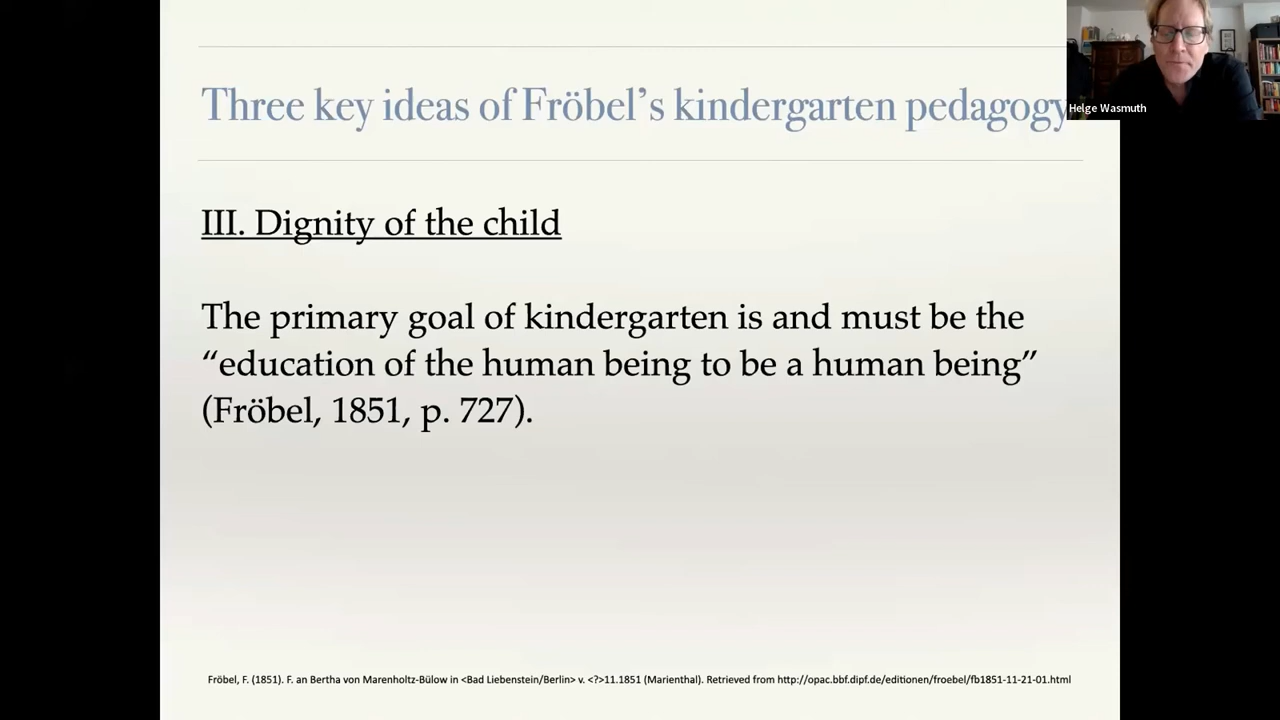 Three key ideas of Fröbel’s kindergarten pedagogy
Helge Wasmuth
III. Dignity of the child
The primary goal of kindergarten is and must be the
“education of the human being to be a human being”
(Fröbel, 1851, p. 727).
Fröbel, F. (1851). F. an Bertha von Marenholtz-Bülow in <Bad Liebenstein/Berlin> v. <?>11.1851 (Marienthal). Retrieved from http://opac.bbf.dipf.de/editionen/froebel/fb1851-11-21-01.html